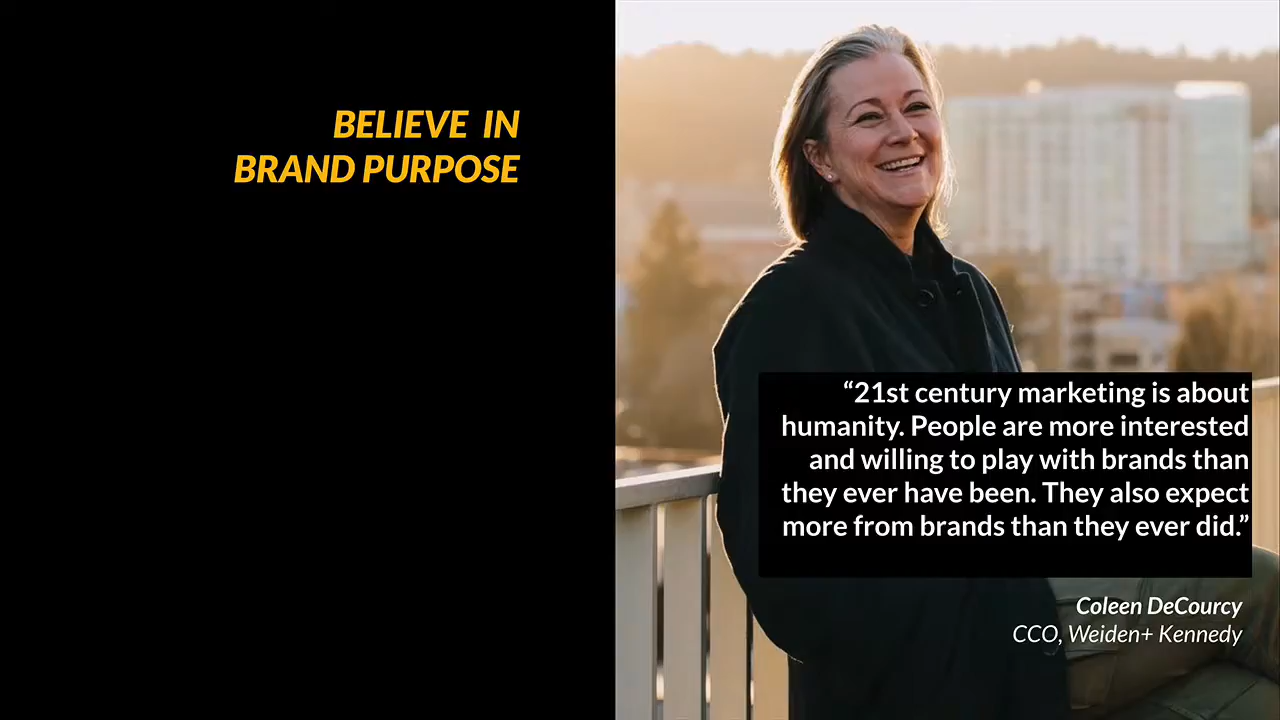 BELIEVE IN
BRAND PURPOSE
“21st century marketing is about
humanity. People are more interested
and willing to play with brands than
they ever have been. They also expect
more from brands than they ever did.”
Coleen DeCourcy
CCO, Weiden+ Kennedy